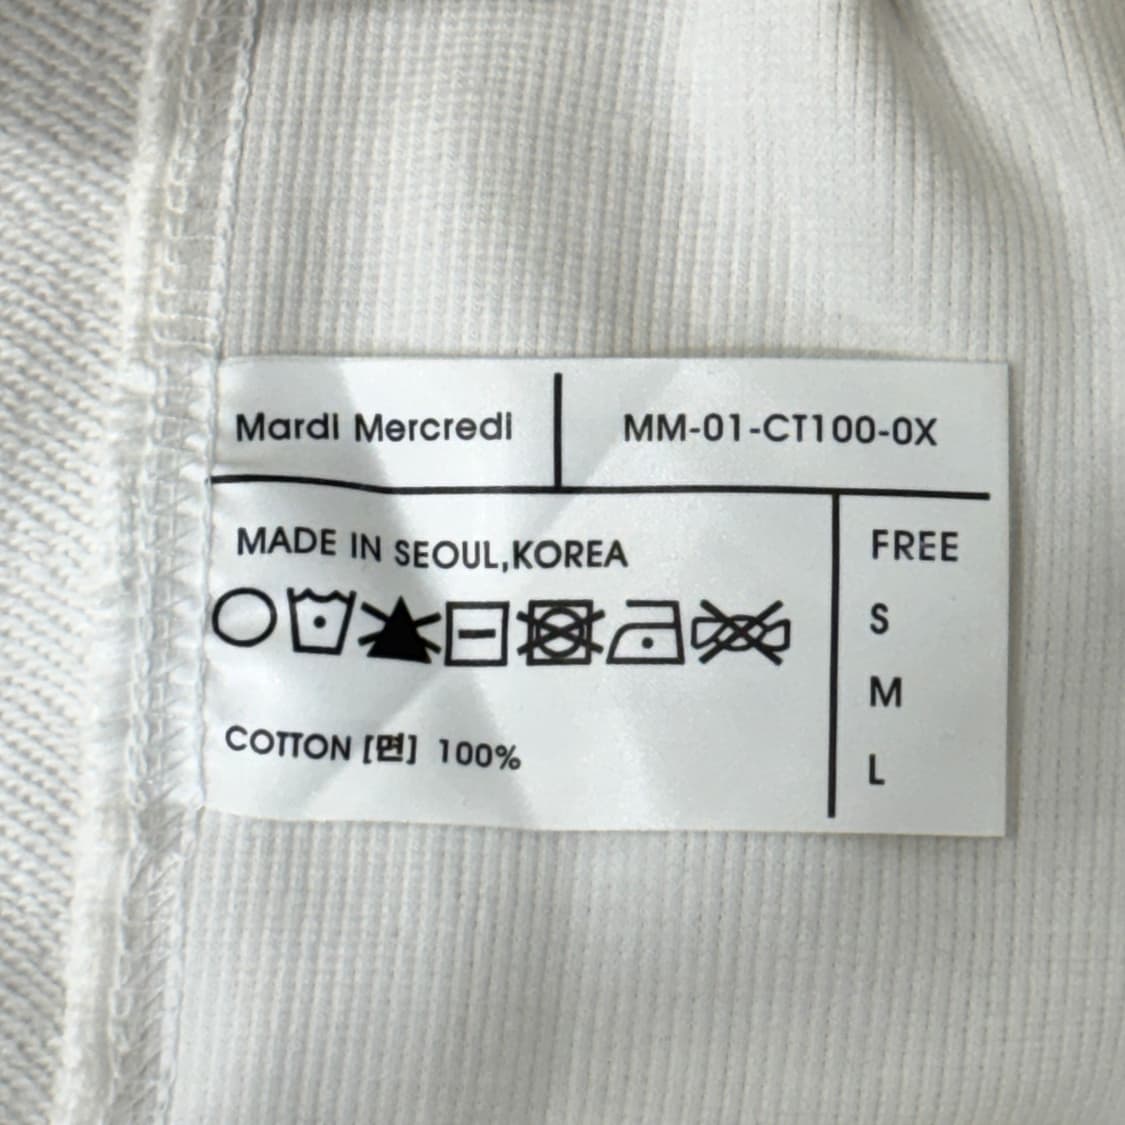 Mardi Mercredi
MM-01-CT100-0X
MADE IN SEOUL,KOREA
COTTON [면] 100%
FREE
S
M
L